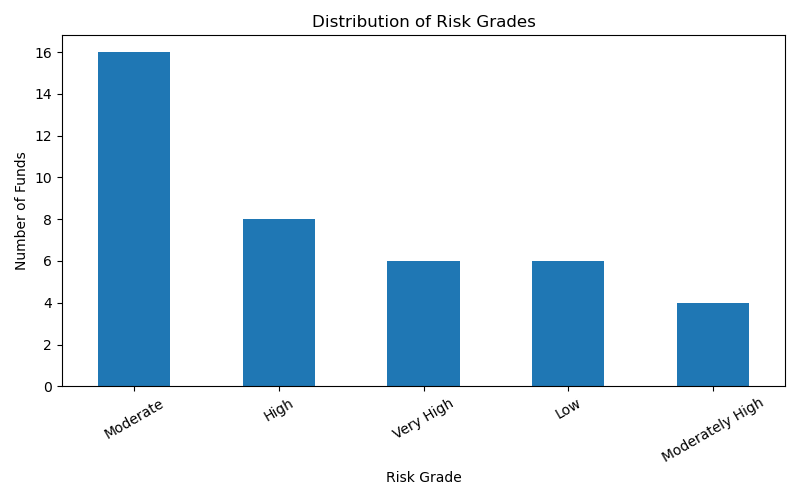 Distribution of Risk Grades
Number of Funds
16
14
12
10
8
6
4
2
0
Moderate
High
Very High
Low
Moderately High
Risk Grade